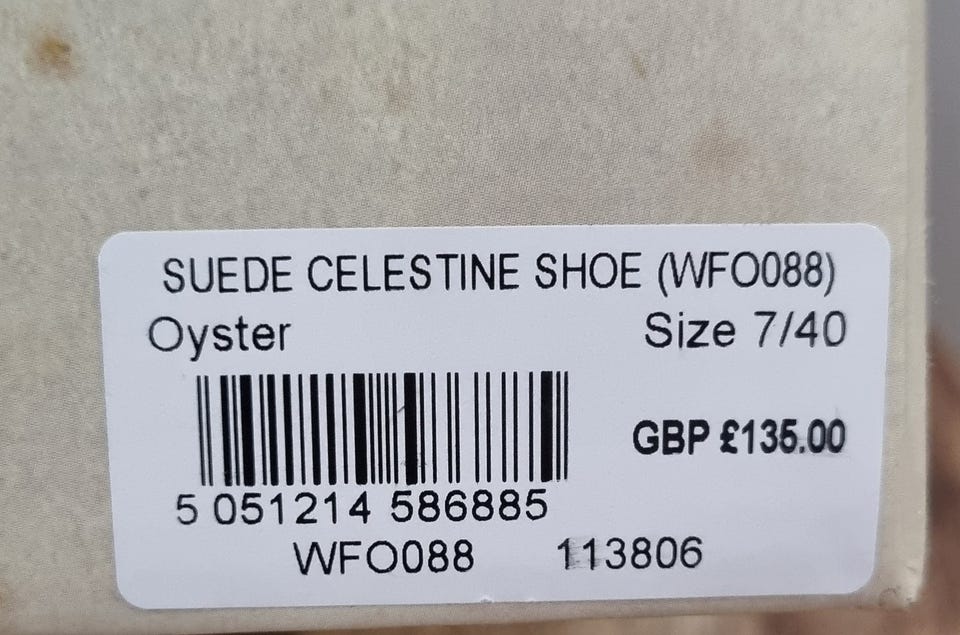 SUEDE CELESTINE SHOE (WFO088)
Oyster Size 7/40
GBP £135.00
5 051214 586885
WFO088 113806